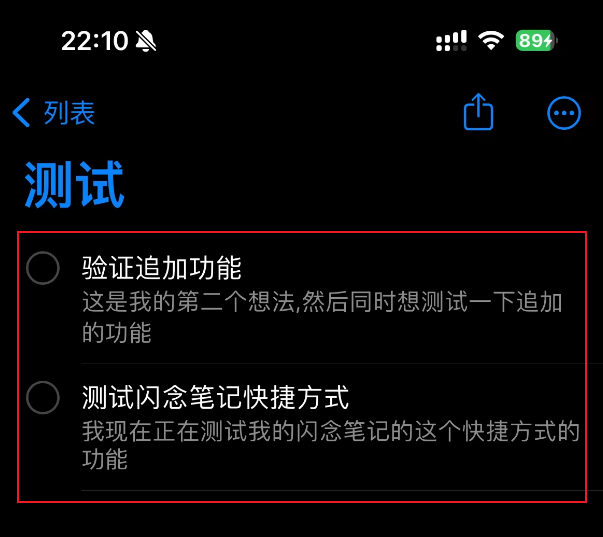 22:10
89
列表
测试
验证追加功能
这是我的第二个想法,然后同时想测试一下追加
的功能
测试闪念笔记快捷方式
我现在正在测试我的闪念笔记的这个快捷方式的
功能